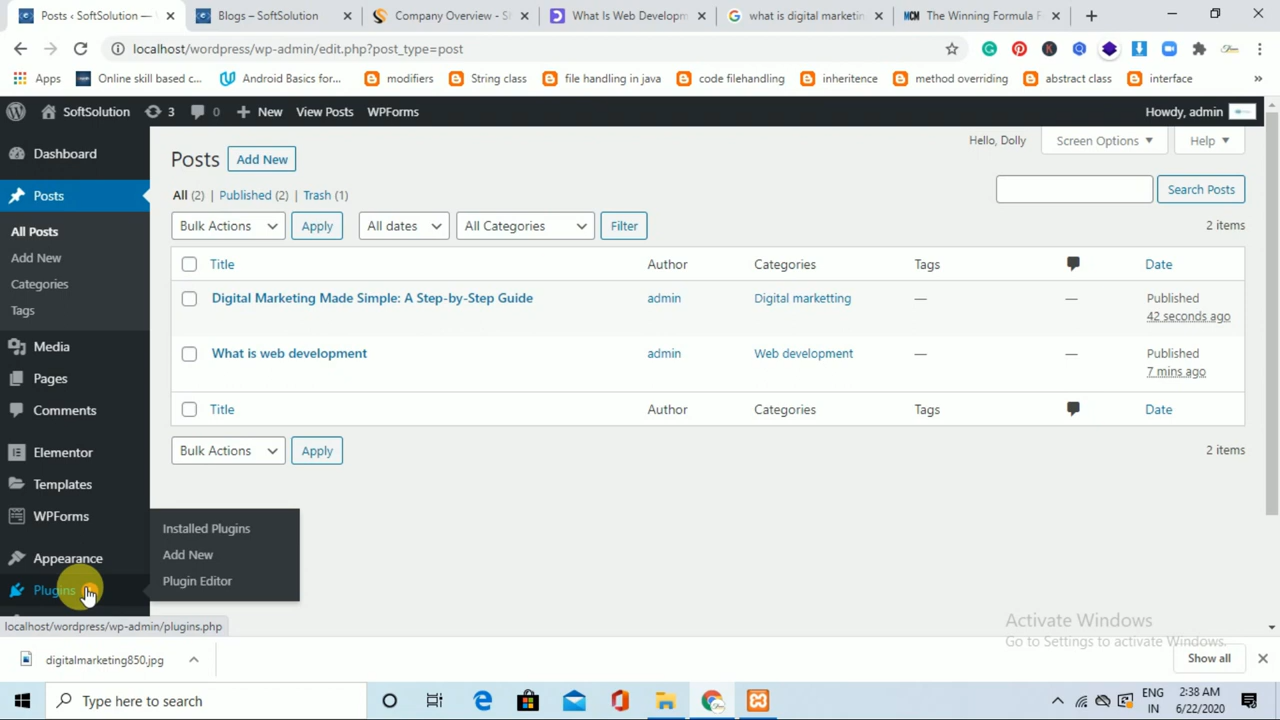 Posts ‹ SoftSolution —
Blogs – SoftSolution
Company Overview - S
What Is Web Developm
what is digital marketin
MCM The Winning Formula F
localhost/wordpress/wp-admin/edit.php?post_type=post
Apps
Online skill based c...
Android Basics for...
modifiers
String class
file handling in java
code filehandling
inheritence
method overriding
abstract class
interface
»
SoftSolution
3
0
New
View Posts
WPForms
Howdy, admin
Dashboard
Posts
All Posts
Add New
Categories
Tags
Media
Pages
Comments
Elementor
Templates
WPForms
Appearance
Plugins
Installed Plugins
Add New
Plugin Editor
Hello, Dolly
Screen Options
Help
Posts
Add New
All (2) | Published (2) | Trash (1)
Search Posts
Bulk Actions
Apply
All dates
All Categories
Filter
2 items
Title
Author
Categories
Tags
Date
Digital Marketing Made Simple: A Step-by-Step Guide
admin
Digital marketting
—
—
Published
42 seconds ago
What is web development
admin
Web development
—
—
Published
7 mins ago
Title
Author
Categories
Tags
Date
Bulk Actions
Apply
2 items
Activate Windows
Go to Settings to activate Windows.
localhost/wordpress/wp-admin/plugins.php
digitalmarketing850.jpg
Show all
Type here to search
ENG
IN
2:38 AM
6/22/2020